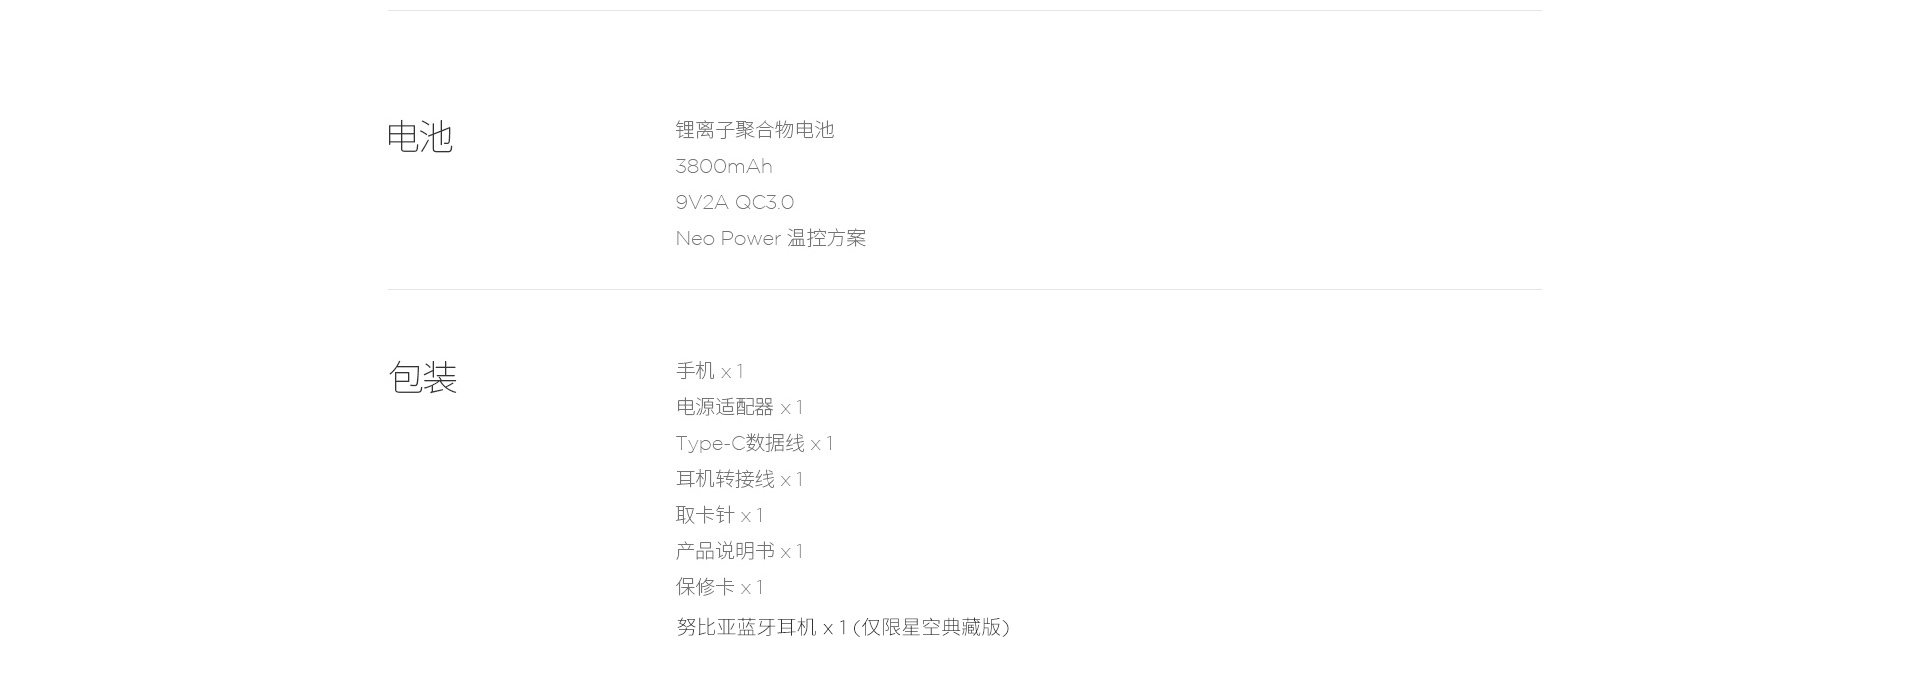 电池
锂离子聚合物电池
3800mAh
9V2A QC3.0
Neo Power 温控方案
包装
手机 x 1
电源适配器 x 1
Type-C数据线 x 1
耳机转接线 x 1
取卡针 x 1
产品说明书 x 1
保修卡 x 1
努比亚蓝牙耳机 x 1 (仅限星空典藏版)